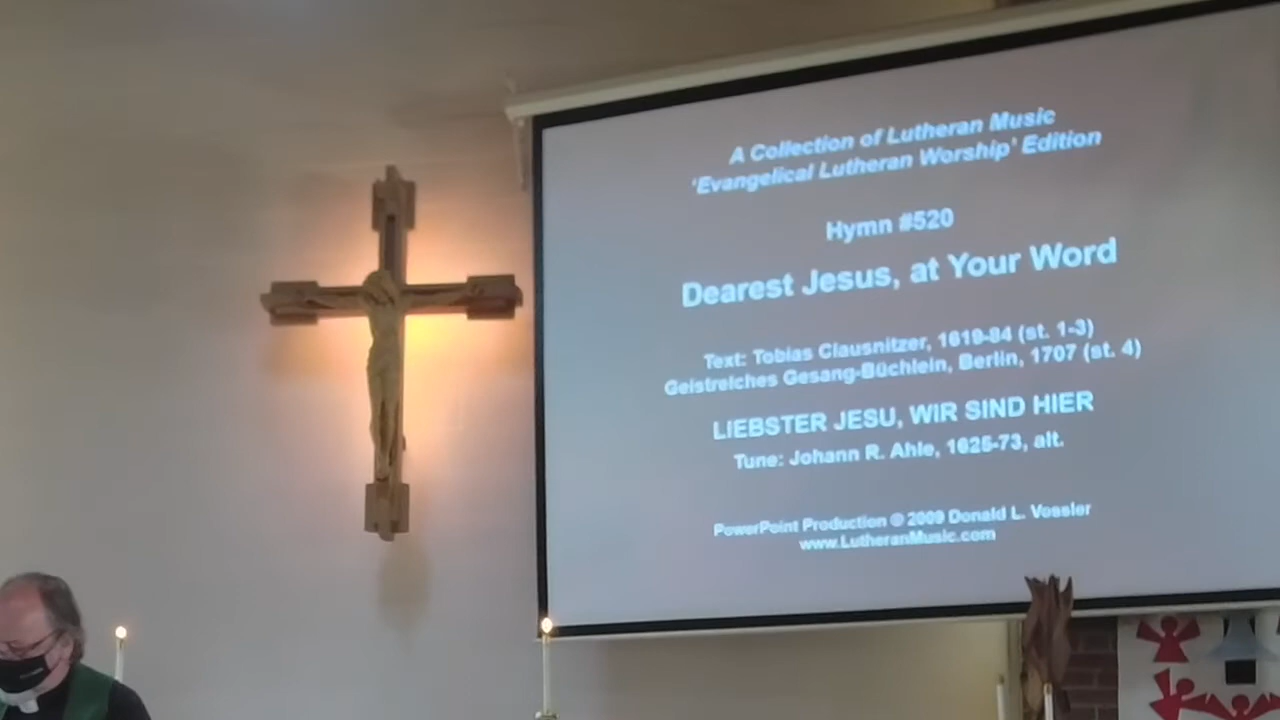 A Collection of Lutheran Music
'Evangelical Lutheran Worship' Edition
Hymn #520
Dearest Jesus, at Your Word
Text: Tobias Clausnitzer, 1619-84 (st. 1-3)
Geistreiches Gesang-Büchlein, Berlin, 1707 (st. 4)
LIEBSTER JESU, WIR SIND HIER
Tune: Johann R. Ahle, 1625-73, alt.
PowerPoint Production © 2009 Donald L. Vossler
www.LutheranMusic.com